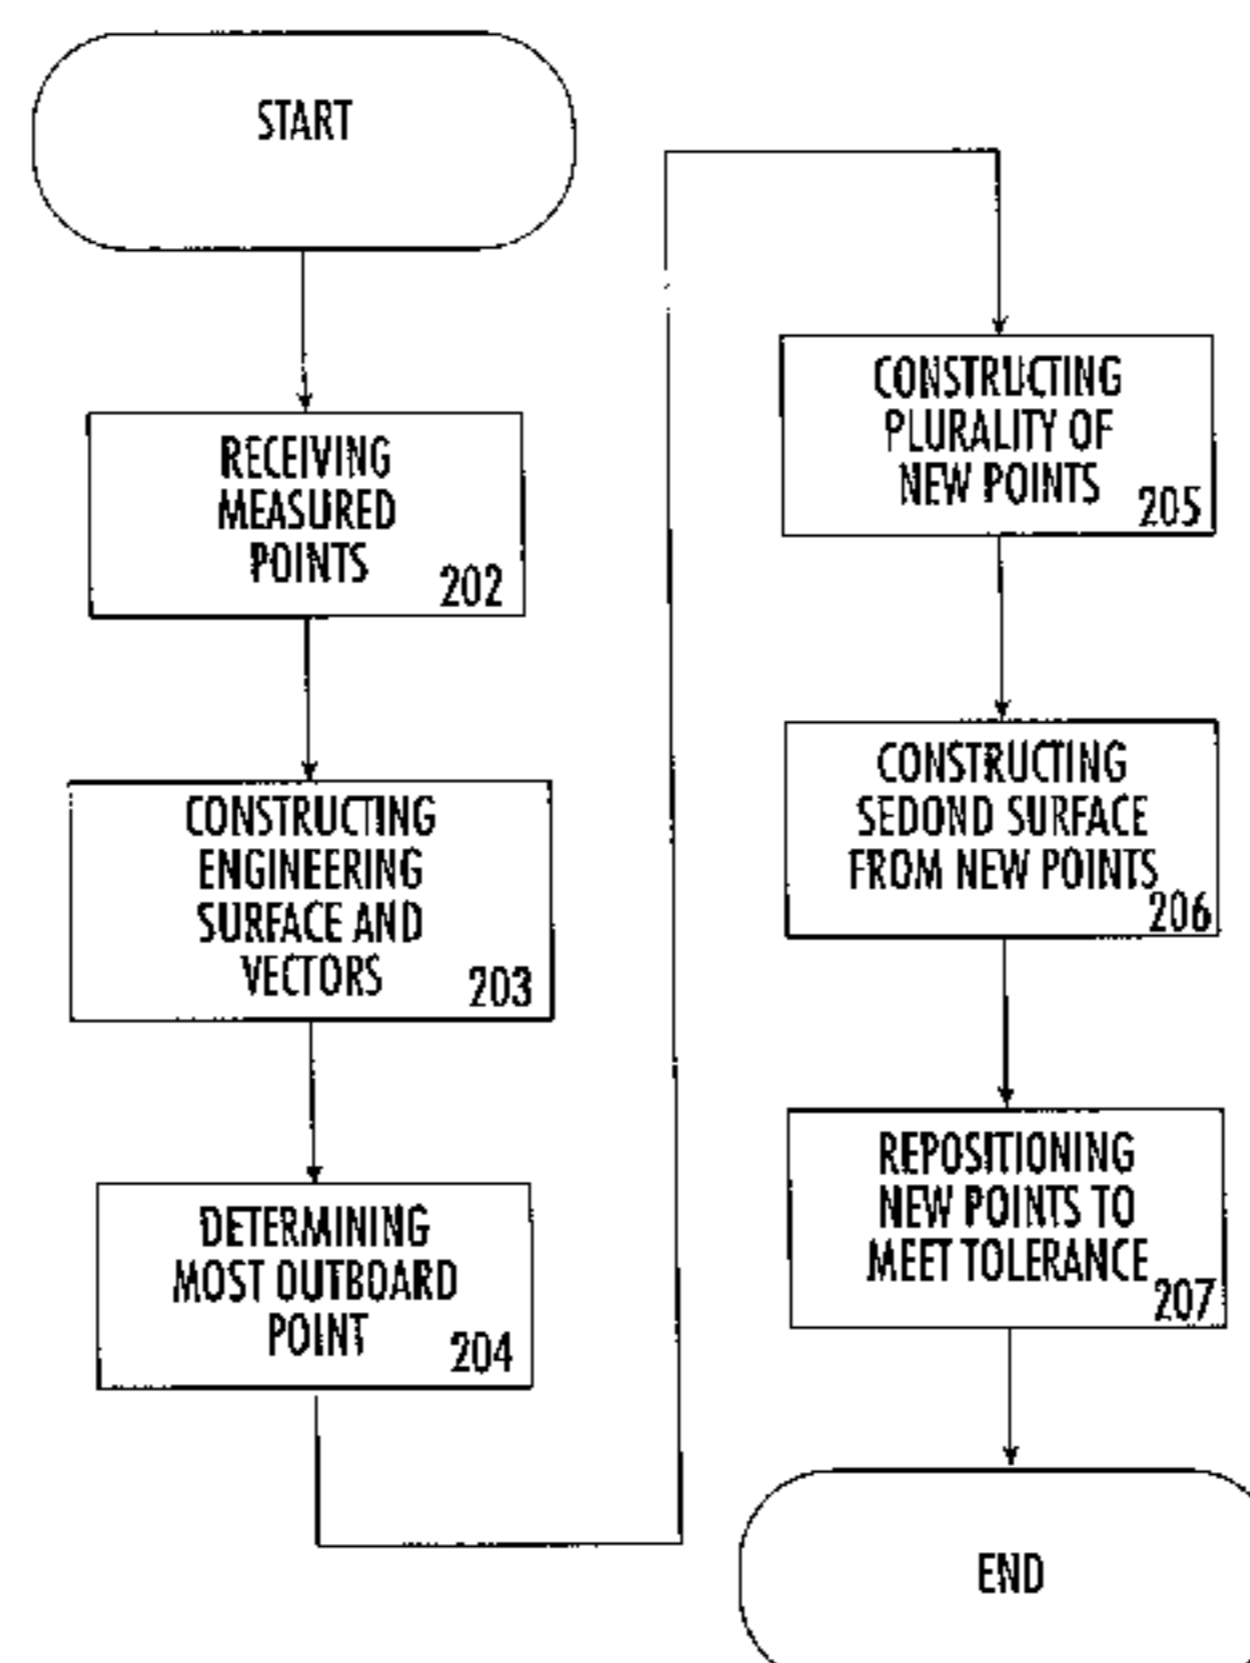 START
RECEIVING
MEASURED
POINTS
202
CONSTRUCTING
ENGINEERING
SURFACE AND
VECTORS
203
DETERMINING
MOST OUTBOARD
POINT
204
CONSTRUCTING
PLURALITY OF
NEW POINTS
205
CONSTRUCTING
SEDOND SURFACE
FROM NEW POINTS
206
REPOSITIONING
NEW POINTS TO
MEET TOLERANCE
207
END